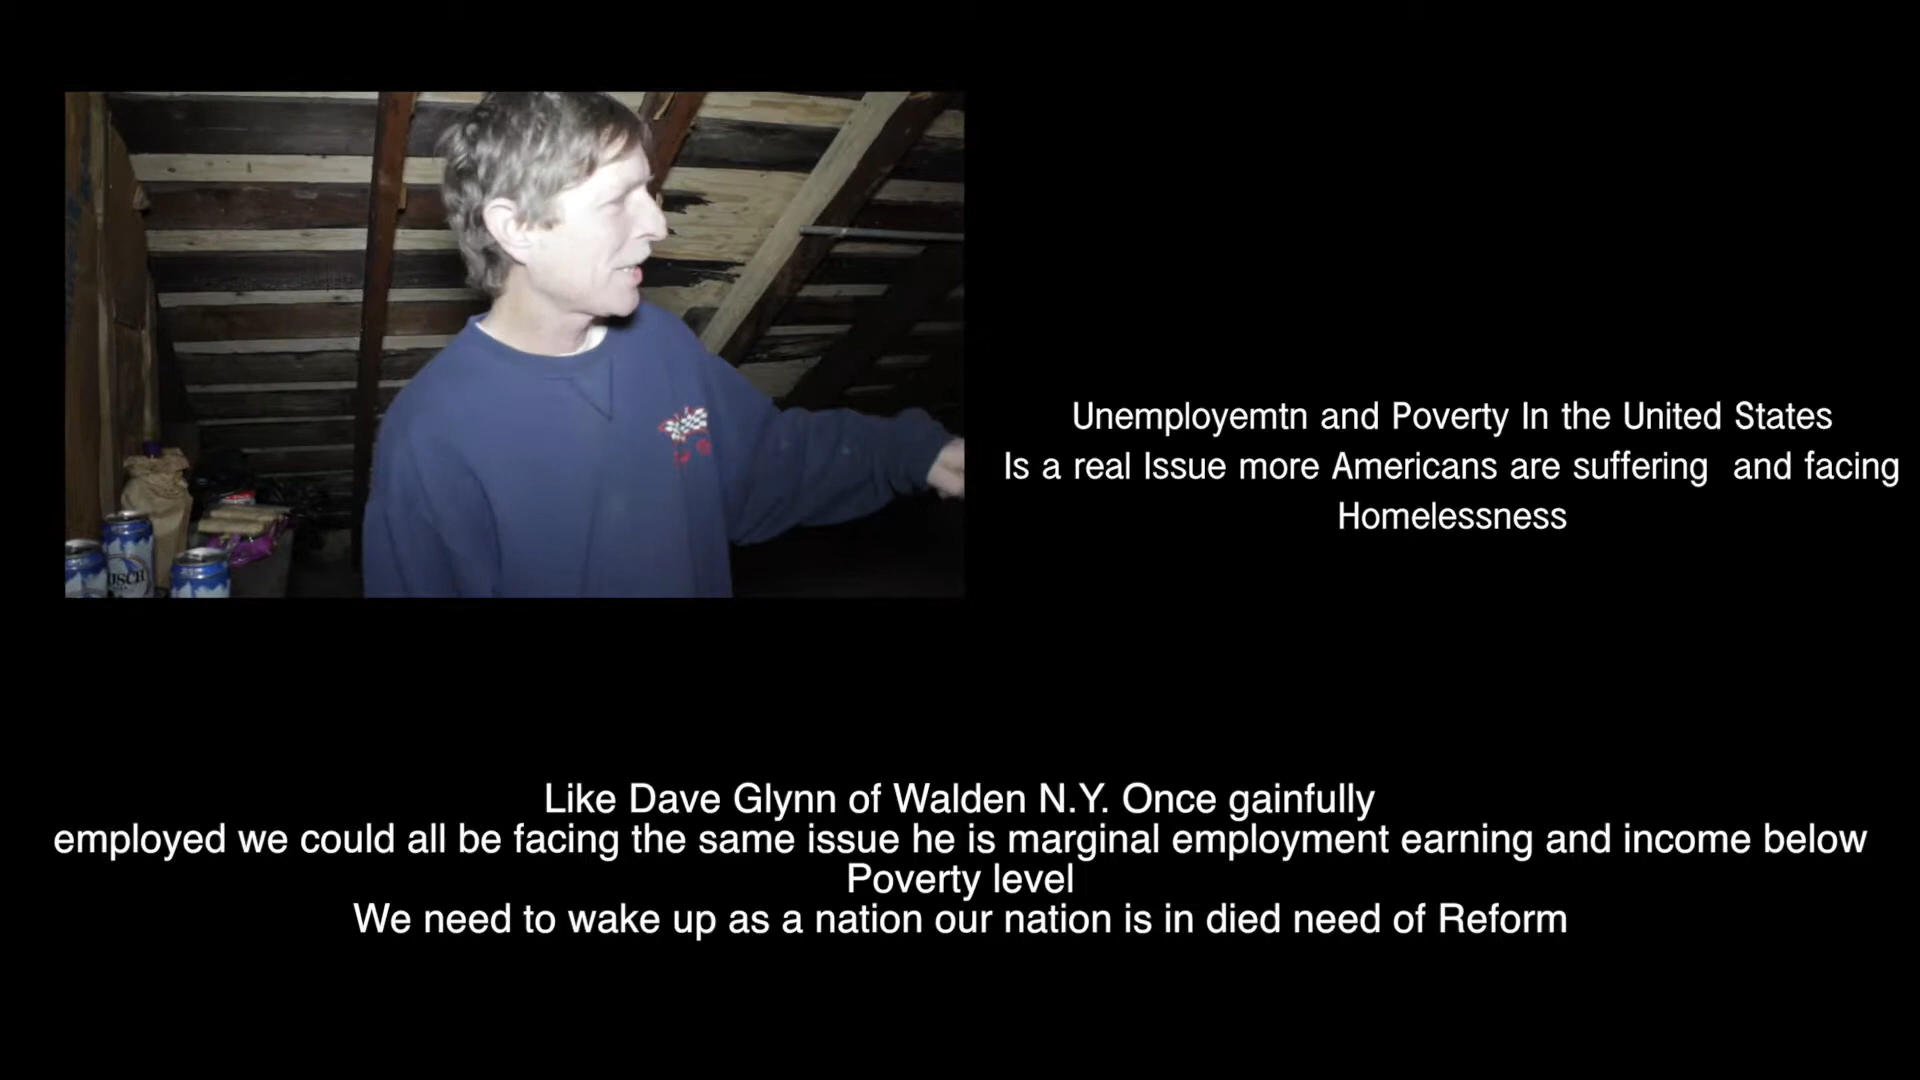 Unemployemtn and Poverty In the United States
Is a real Issue more Americans are suffering  and facing
Homelessness
USCH
Like Dave Glynn of Walden N.Y. Once gainfully
employed we could all be facing the same issue he is marginal employment earning and income below
Poverty level
We need to wake up as a nation our nation is in died need of Reform